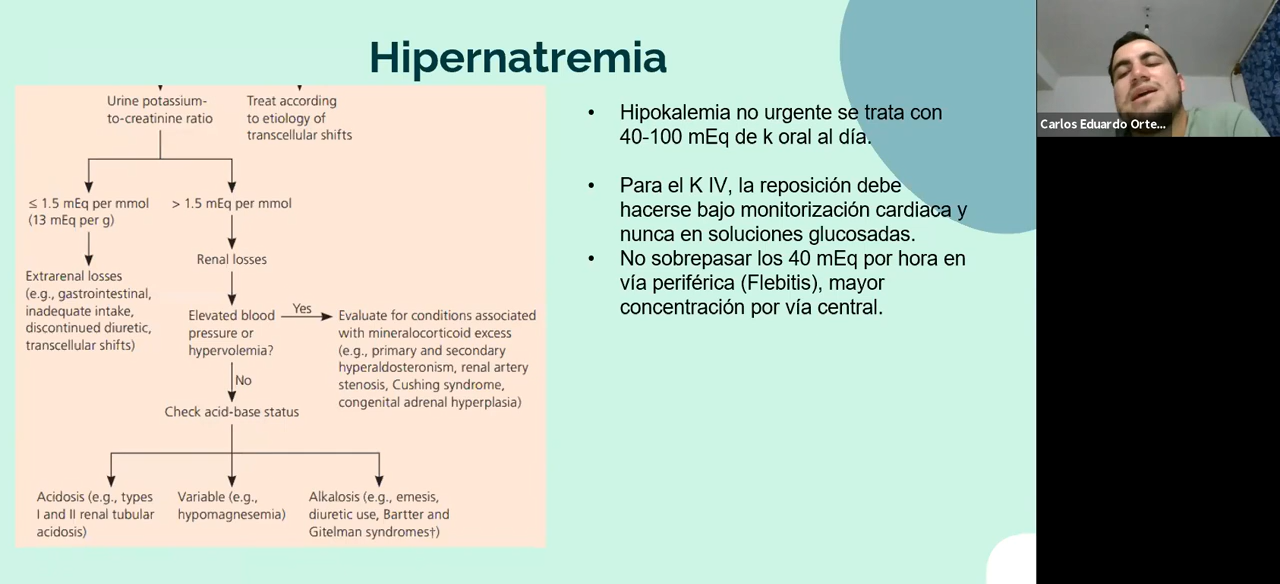 Hipernatremia
Urine potassium-
to-creatinine ratio
Treat according
to etiology of
transcellular shifts
≤ 1.5 mEq per mmol
(13 mEq per g)
> 1.5 mEq per mmol
Renal losses
Extrarenal losses
(e.g., gastrointestinal,
inadequate intake,
discontinued diuretic,
transcellular shifts)
Elevated blood
pressure or
hypervolemia?
Yes
Evaluate for conditions associated
with mineralocorticoid excess
(e.g., primary and secondary
hyperaldosteronism, renal artery
stenosis, Cushing syndrome,
congenital adrenal hyperplasia)
No
Check acid-base status
Acidosis (e.g., types
I and II renal tubular
acidosis)
Variable (e.g.,
hypomagnesemia)
Alkalosis (e.g., emesis,
diuretic use, Bartter and
Gitelman syndromes†)
• Hipokalemia no urgente se trata con
40-100 mEq de k oral al día.
• Para el K IV, la reposición debe
hacerse bajo monitorización cardiaca y
nunca en soluciones glucosadas.
• No sobrepasar los 40 mEq por hora en
vía periférica (Flebitis), mayor
concentración por vía central.
Carlos Eduardo Orte...